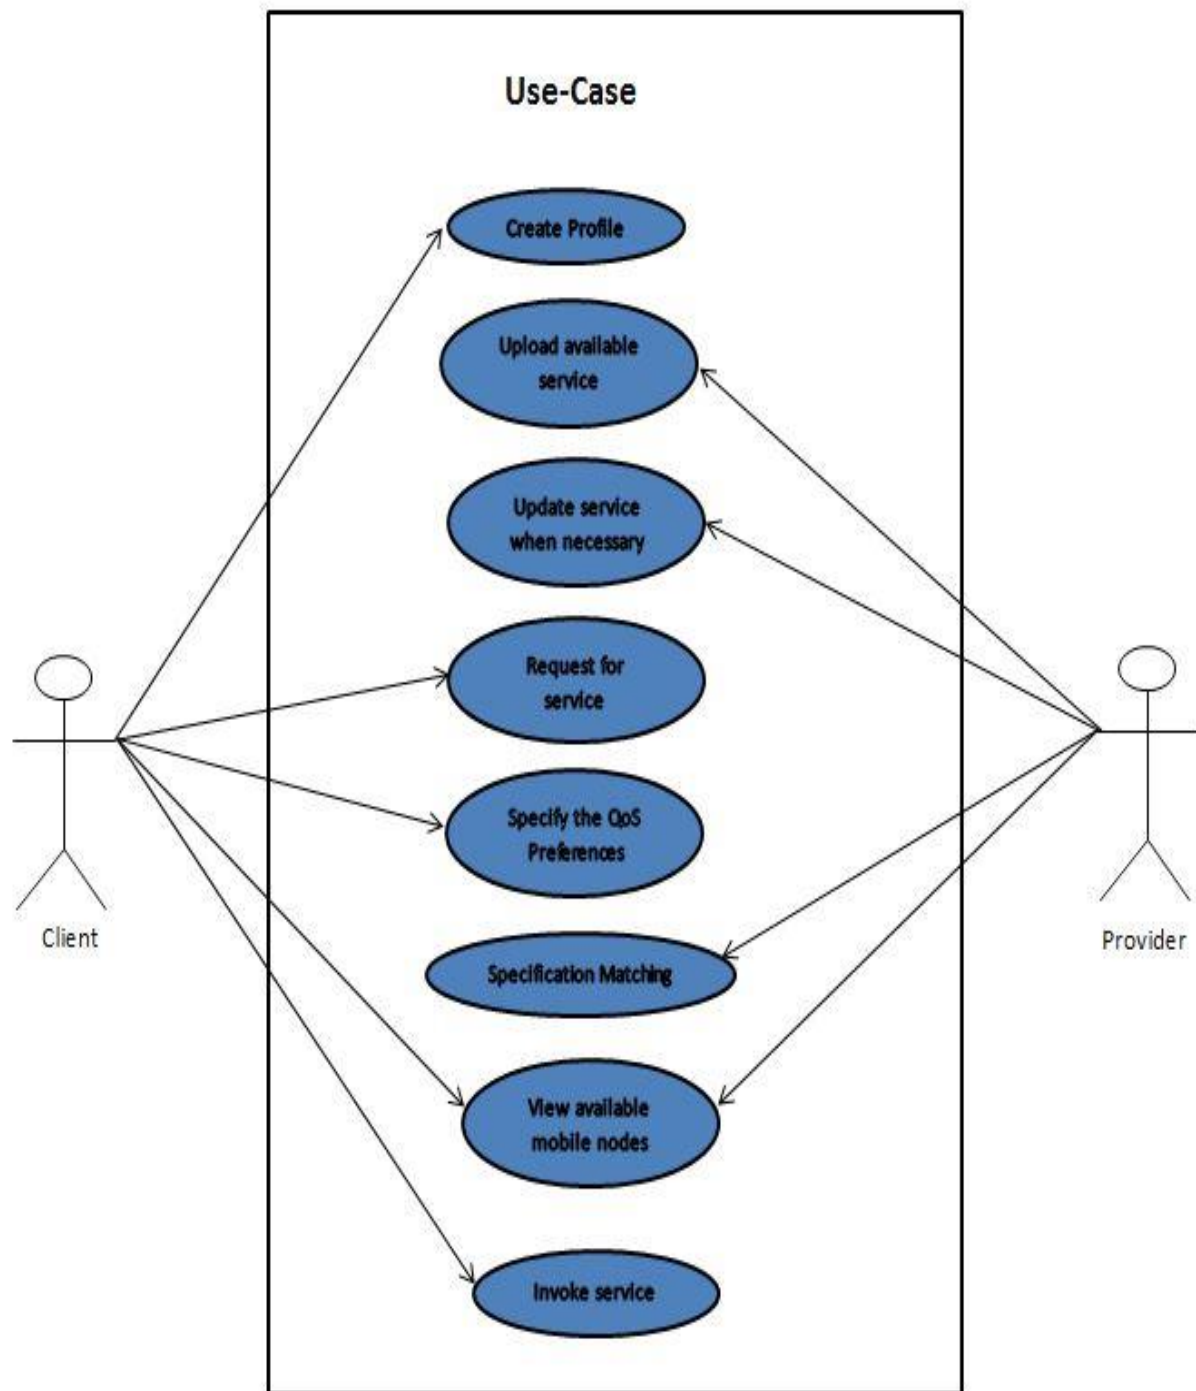 Use-Case
Create Profile
Upload available
service
Update service
when necessary
Request for
service
Specify the QoS
Preferences
Client
Provider
Specification Matching
View available
mobile nodes
Invoke service